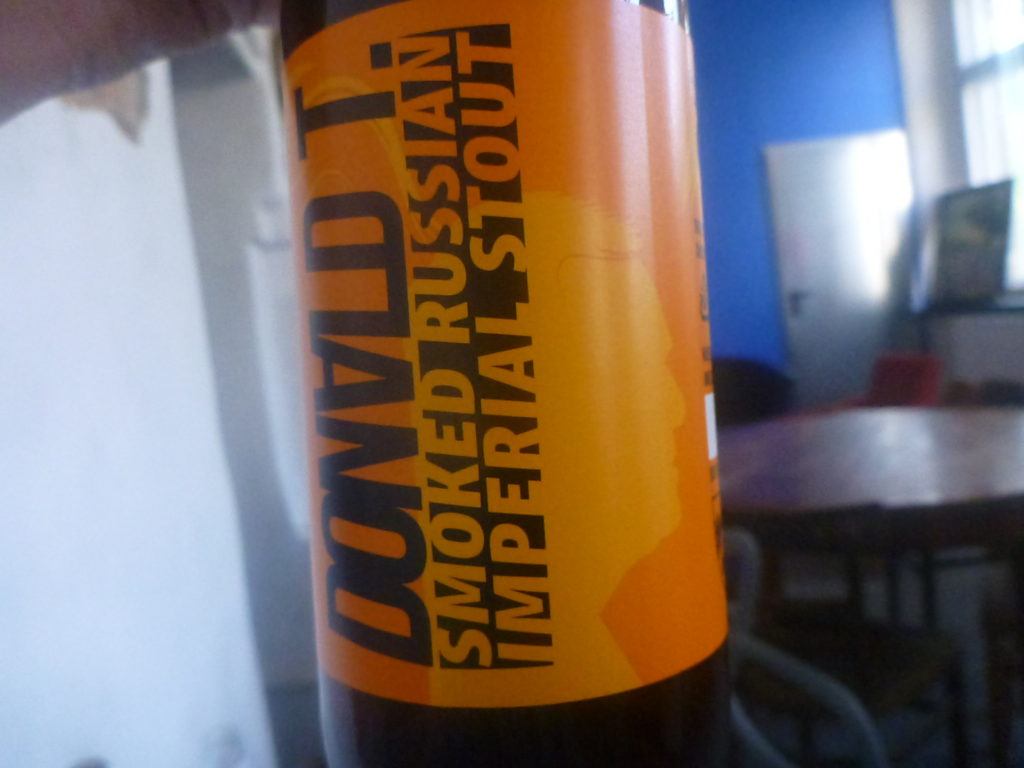 DONALD T.
SMOKED RUSSIAN
IMPERIAL STOUT